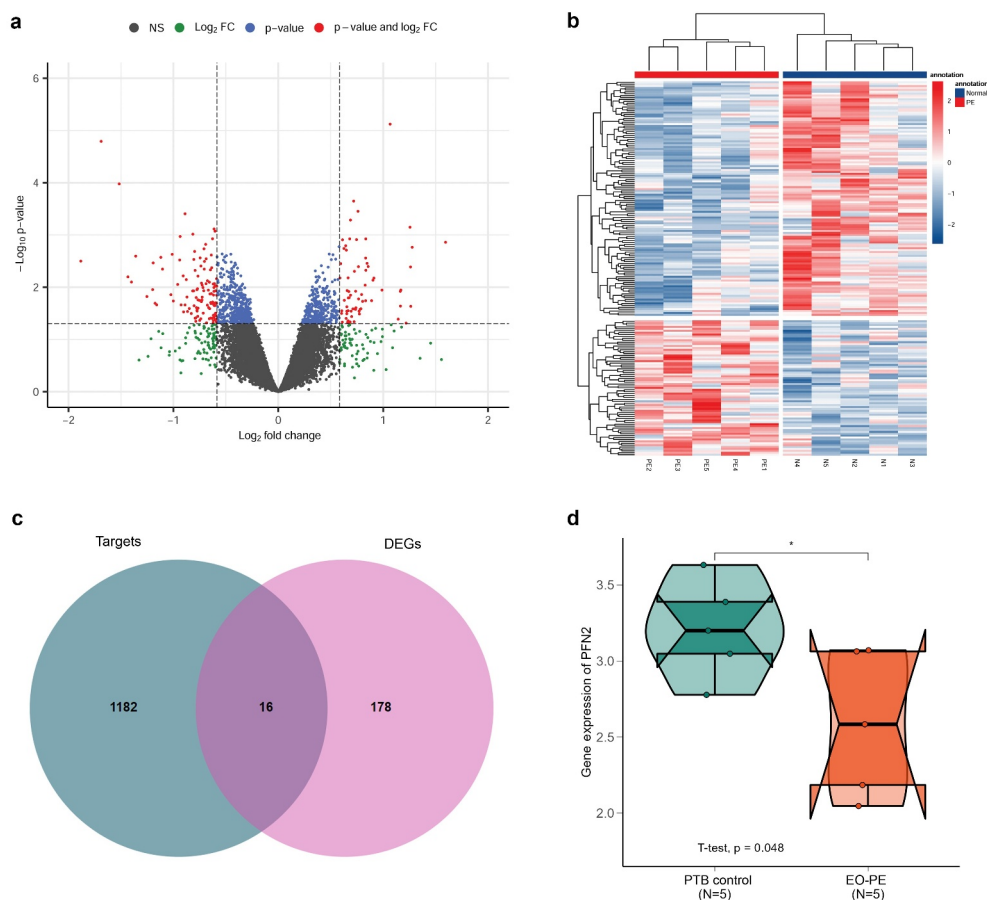 a
NS Log₂ FC p−value p − value and log₂ FC
6
4
2
0
−Log₁₀ p−value
−2 −1 0 1 2
Log₂ fold change
b
annotation
annotation
Normal
PE
2
1
0
−1
−2
PE2 PE3 PE5 PE4 PE1 N4 N5 N2 N1 N3
c
Targets DEGs
1182 16 178
d
*
3.5
3.0
2.5
2.0
Gene expression of PFN2
T-test, p = 0.048
PTB control EO-PE
(N=5) (N=5)